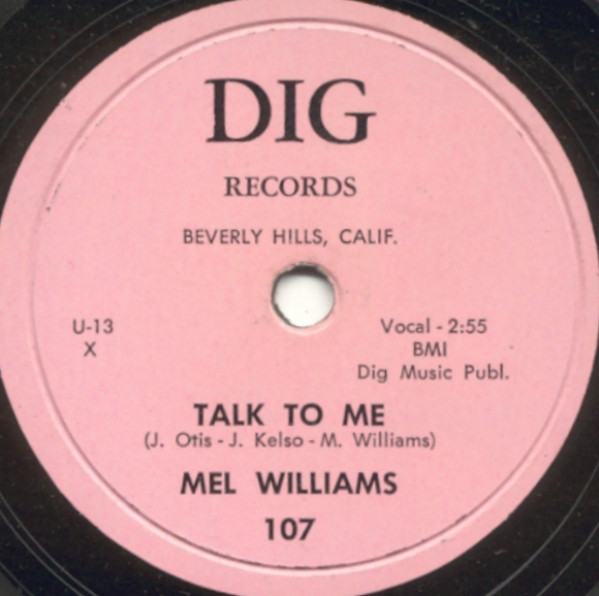 DIG
RECORDS
BEVERLY HILLS, CALIF.
U-13
X
Vocal - 2:55
BMI
Dig Music Publ.
TALK TO ME
(J. Otis - J. Kelso - M. Williams)
MEL WILLIAMS
107